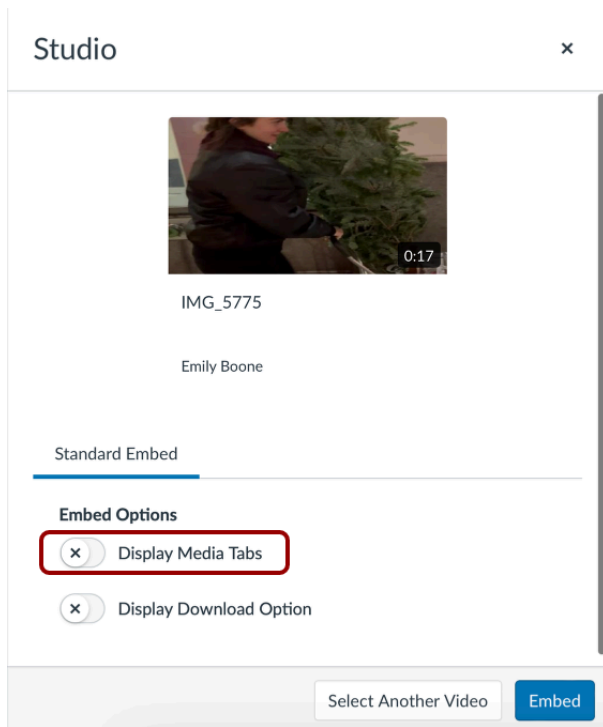 Studio
0:17
IMG_5775
Emily Boone
Standard Embed
Embed Options
Display Media Tabs
Display Download Option
Select Another Video
Embed